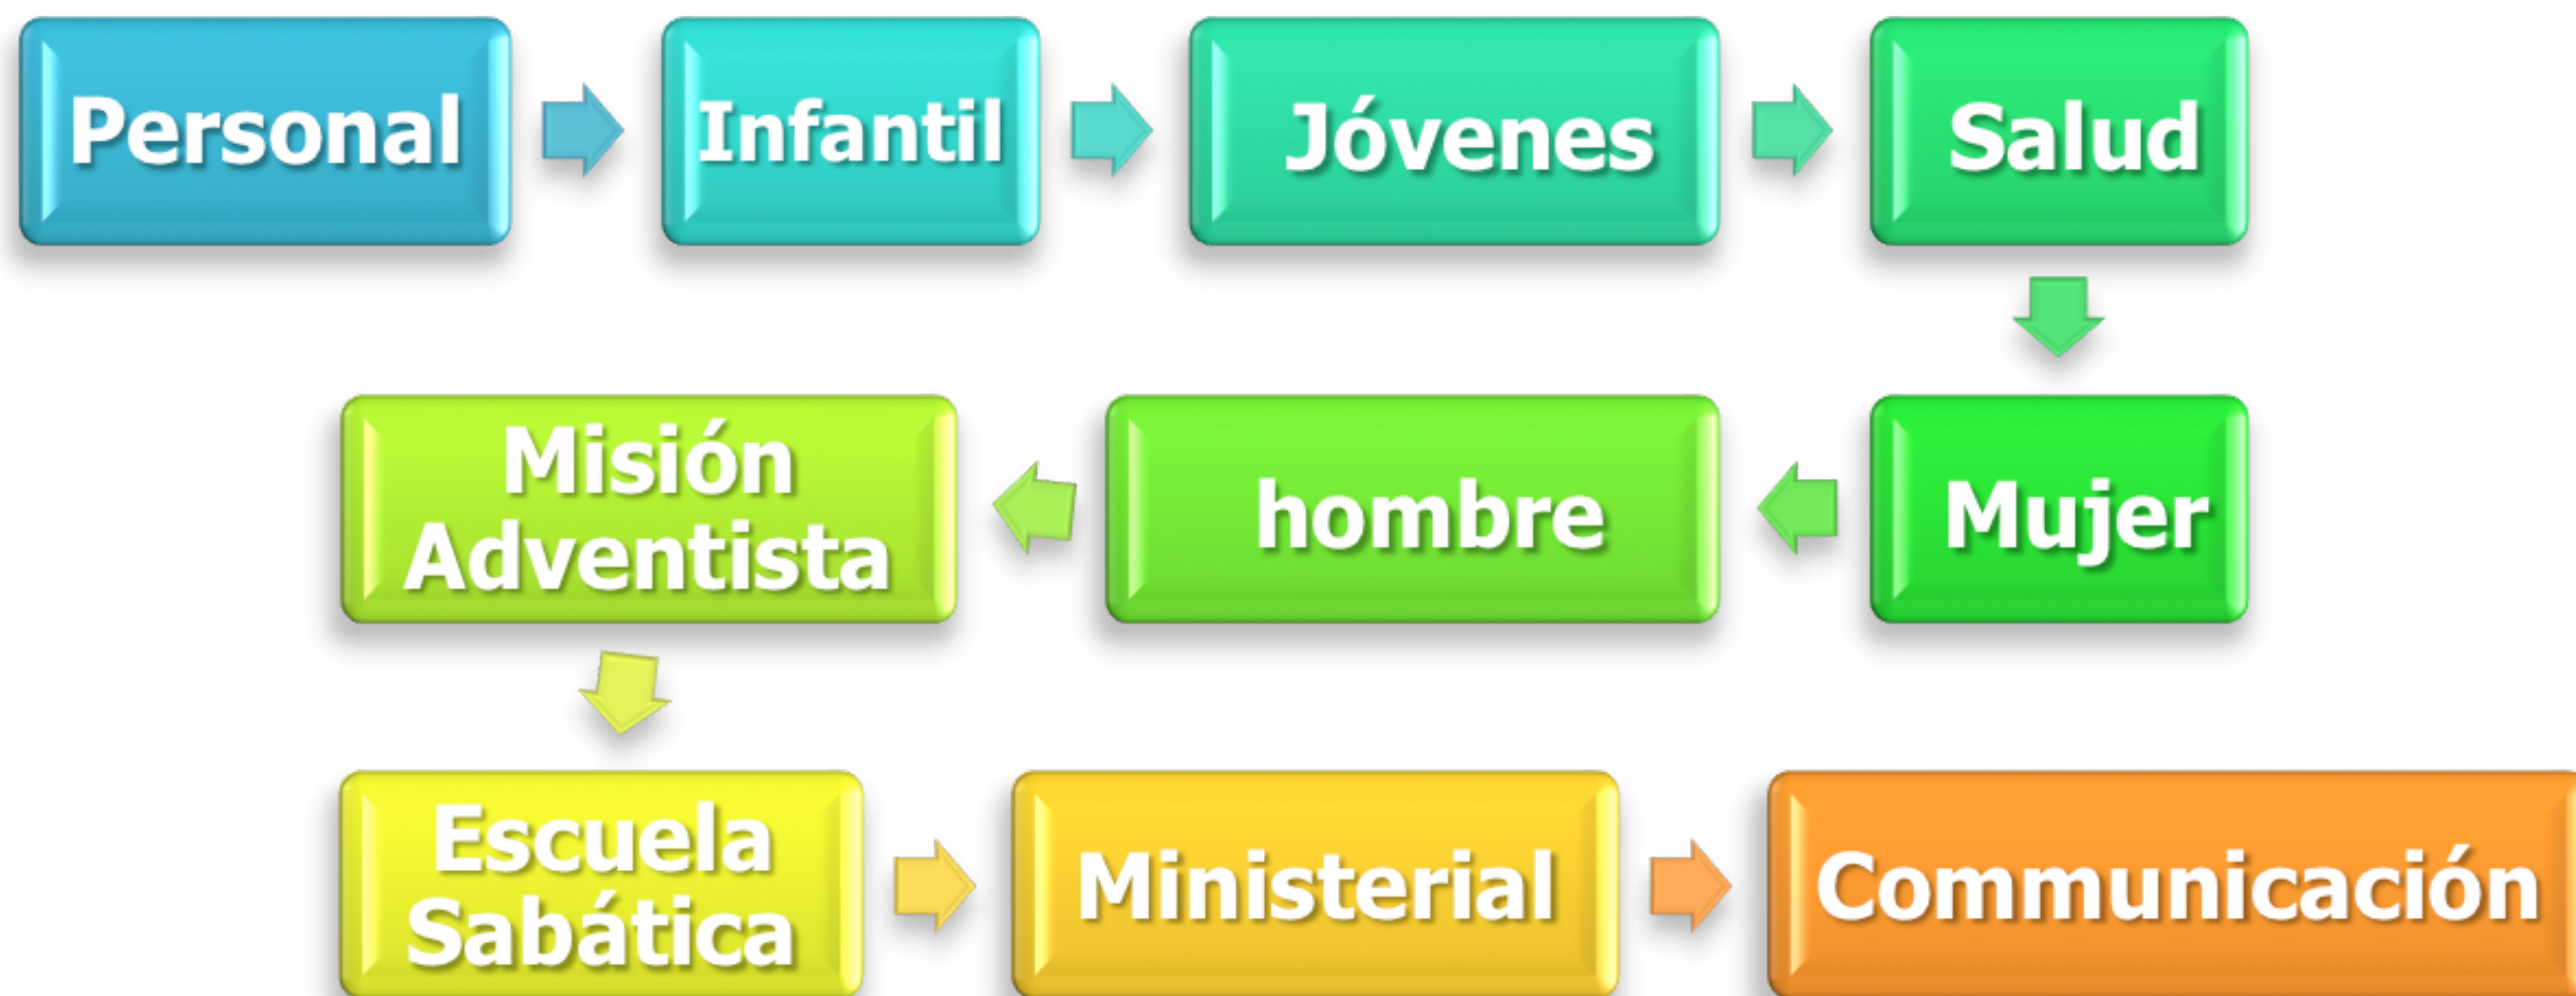 Personal
Infantil
Jóvenes
Salud
Mujer
hombre
Misión
Adventista
Escuela
Sabática
Ministerial
Communicación